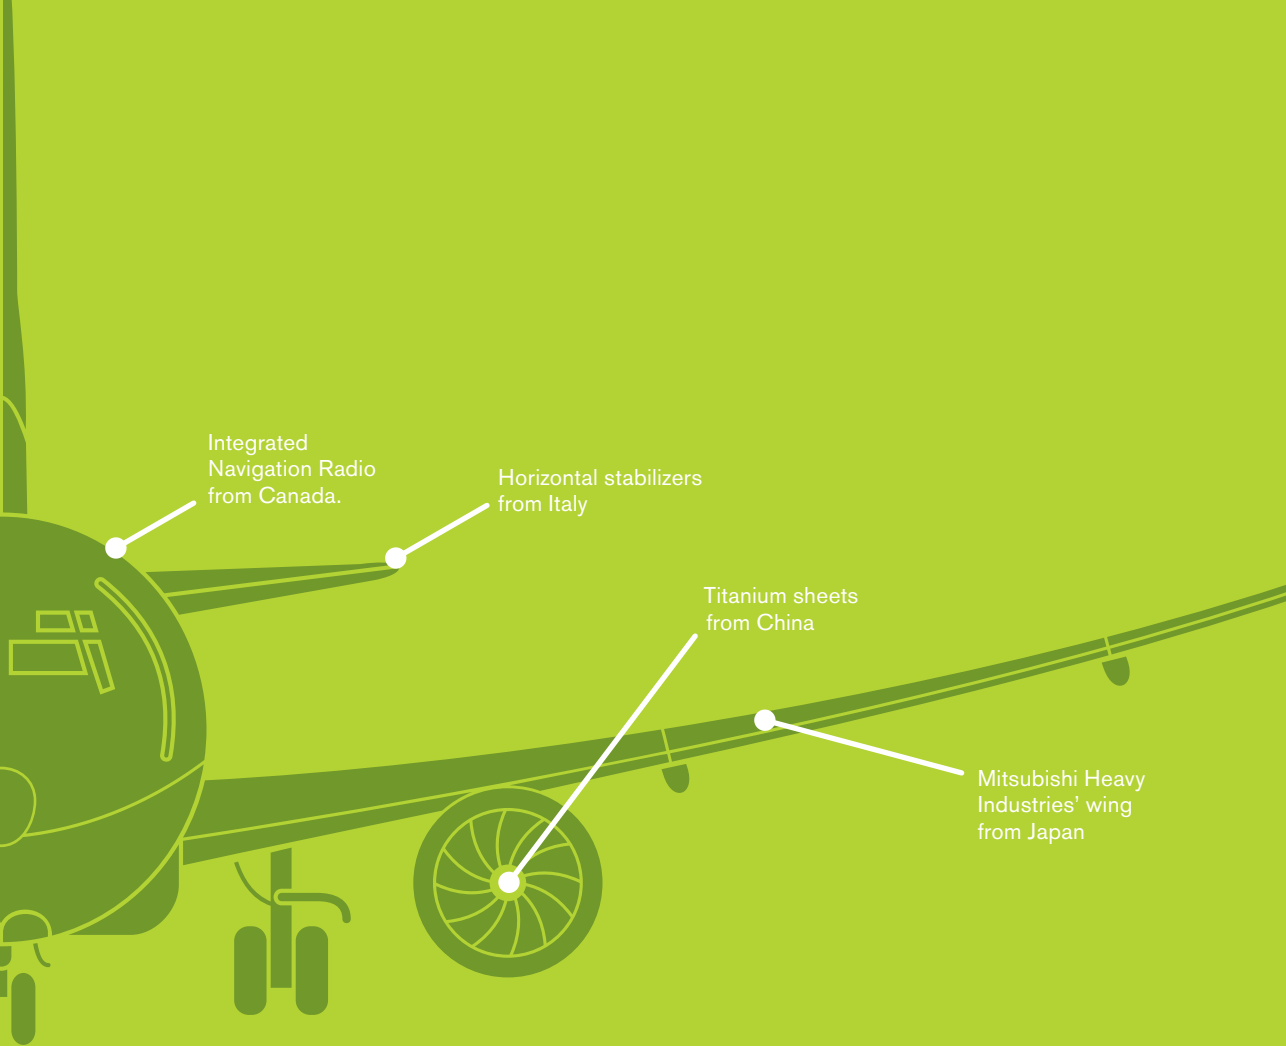 Integrated
Navigation Radio
from Canada.
Horizontal stabilizers
from Italy
Titanium sheets
from China
Mitsubishi Heavy
Industries’ wing
from Japan